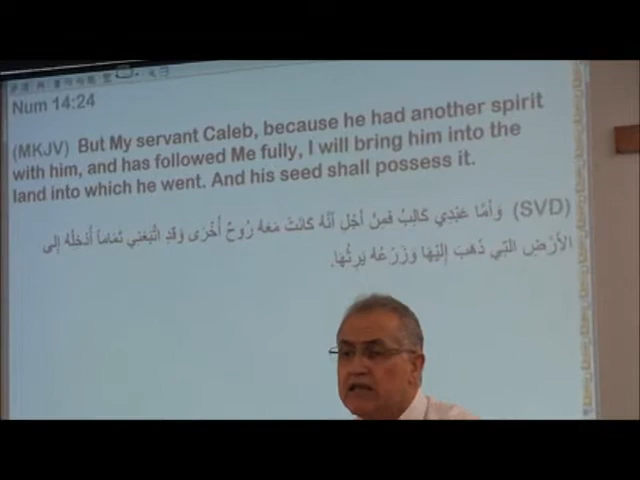 Num 14:24
(MKJV) But My servant Caleb, because he had another spirit
with him, and has followed Me fully, I will bring him into the
land into which he went. And his seed shall possess it.
(SVD) وَأَمَّا عَبْدِي كَالِبُ فَمِنْ أَجْلِ أَنَّهُ كَانَتْ مَعَهُ رُوحٌ أُخْرَى وَقَدِ اتَّبَعَنِي تَمَاماً أُدْخِلُهُ إِلَى
الأَرْضِ التِي ذَهَبَ إِلَيْهَا وَزَرْعُهُ يَرِثُهَا.